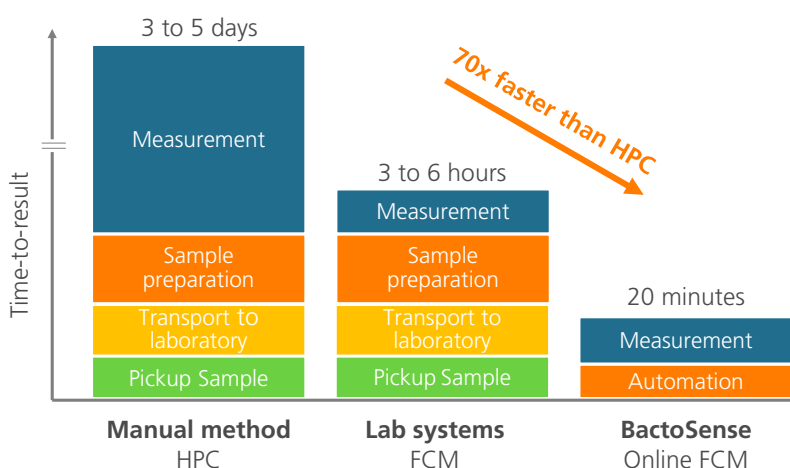 3 to 5 days
70x faster than HPC
Measurement
3 to 6 hours
Measurement
Sample
preparation
Sample
preparation
20 minutes
Transport to
laboratory
Transport to
laboratory
Measurement
Pickup Sample
Pickup Sample
Automation
Time-to-result
Manual method
HPC
Lab systems
FCM
BactoSense
Online FCM